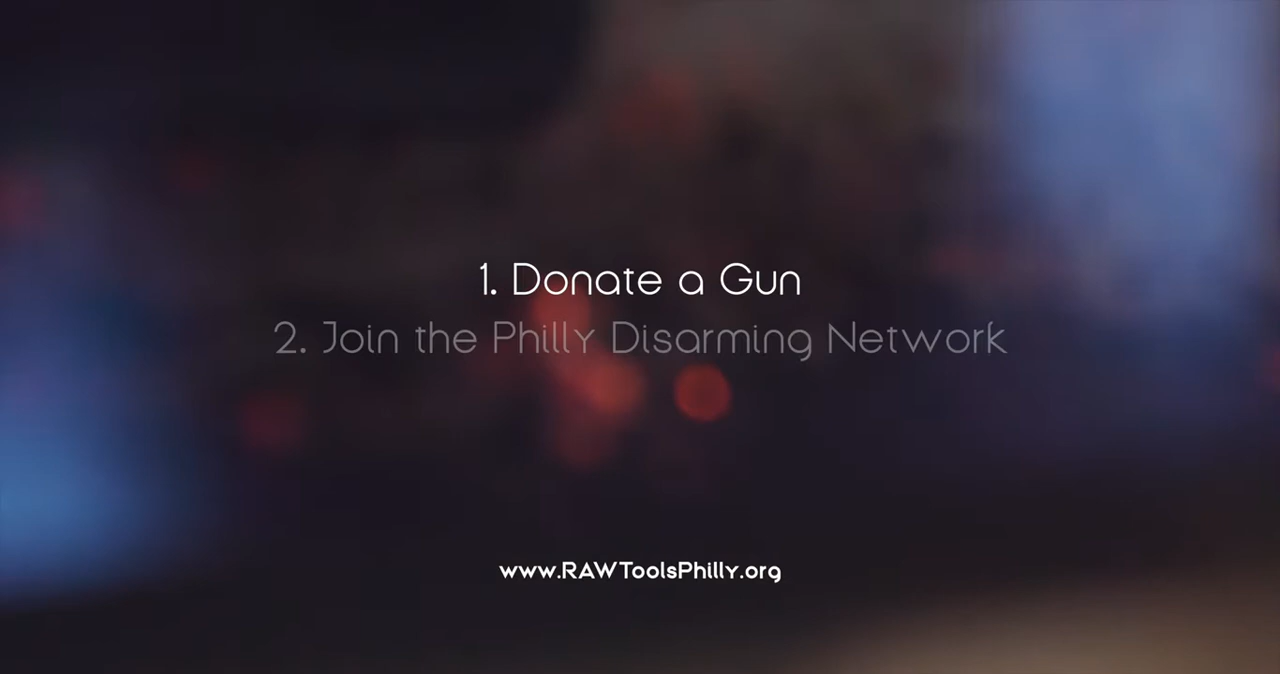 1. Donate a Gun
2. Join the Philly Disarming Network
www.RAWToolsPhilly.org